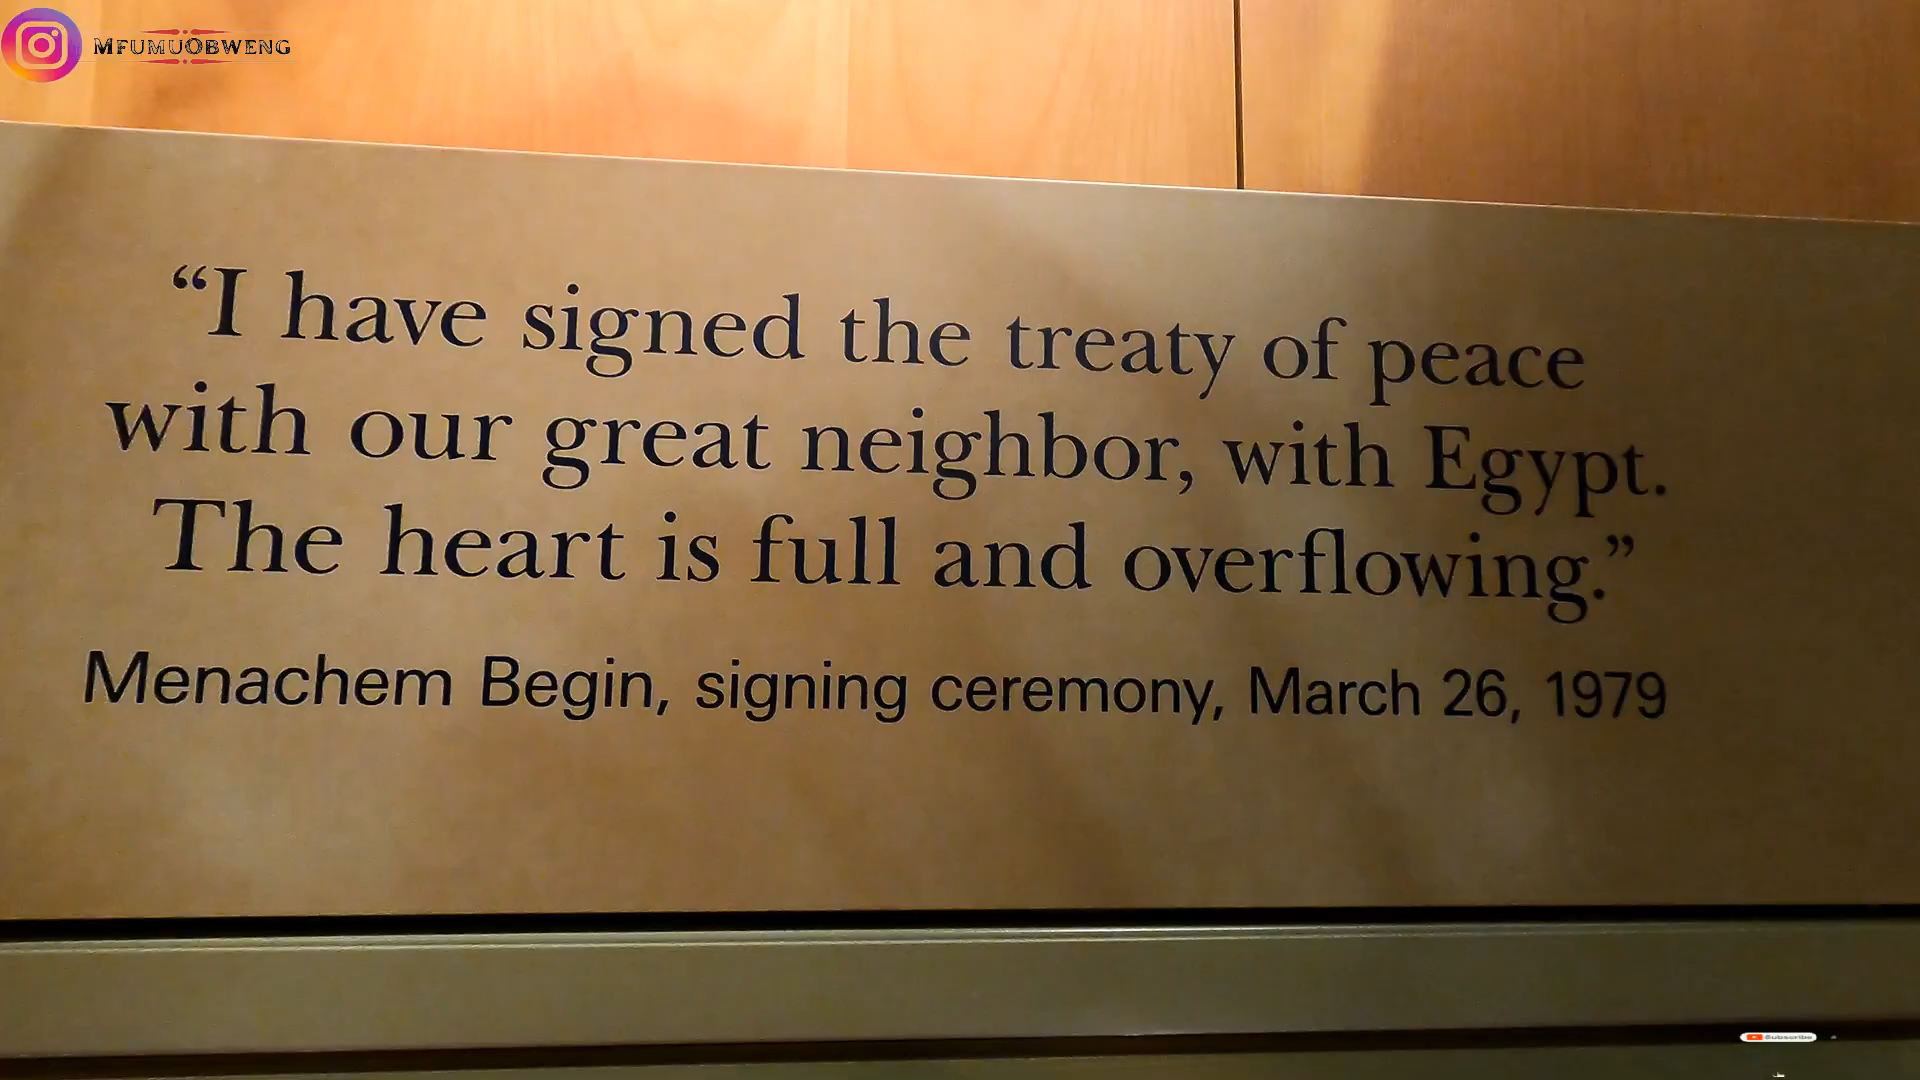 MFUMUOBWENG
“I have signed the treaty of peace
with our great neighbor, with Egypt.
The heart is full and overflowing.”
Menachem Begin, signing ceremony, March 26, 1979
Subscribe